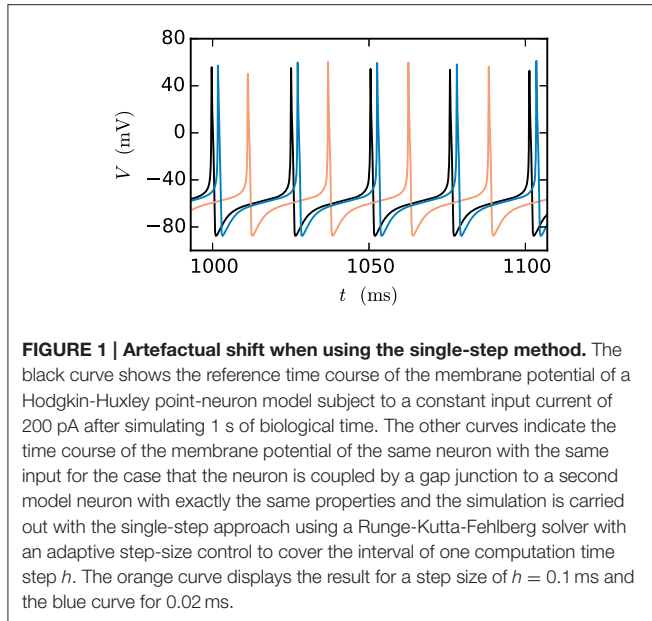 80
40
0
−40
−80
V (mV)
1000
1050
1100
t (ms)
FIGURE 1 | Artefactual shift when using the single-step method. The
black curve shows the reference time course of the membrane potential of a
Hodgkin-Huxley point-neuron model subject to a constant input current of
200 pA after simulating 1 s of biological time. The other curves indicate the
time course of the membrane potential of the same neuron with the same
input for the case that the neuron is coupled by a gap junction to a second
model neuron with exactly the same properties and the simulation is carried
out with the single-step approach using a Runge-Kutta-Fehlberg solver with
an adaptive step-size control to cover the interval of one computation time
step h. The orange curve displays the result for a step size of h = 0.1 ms and
the blue curve for 0.02 ms.